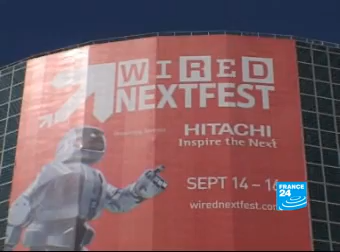 WIRED
NEXTFEST
HITACHI
Inspire the Next
SEPT 14 – 16
wirednextfest.com
FRANCE
24